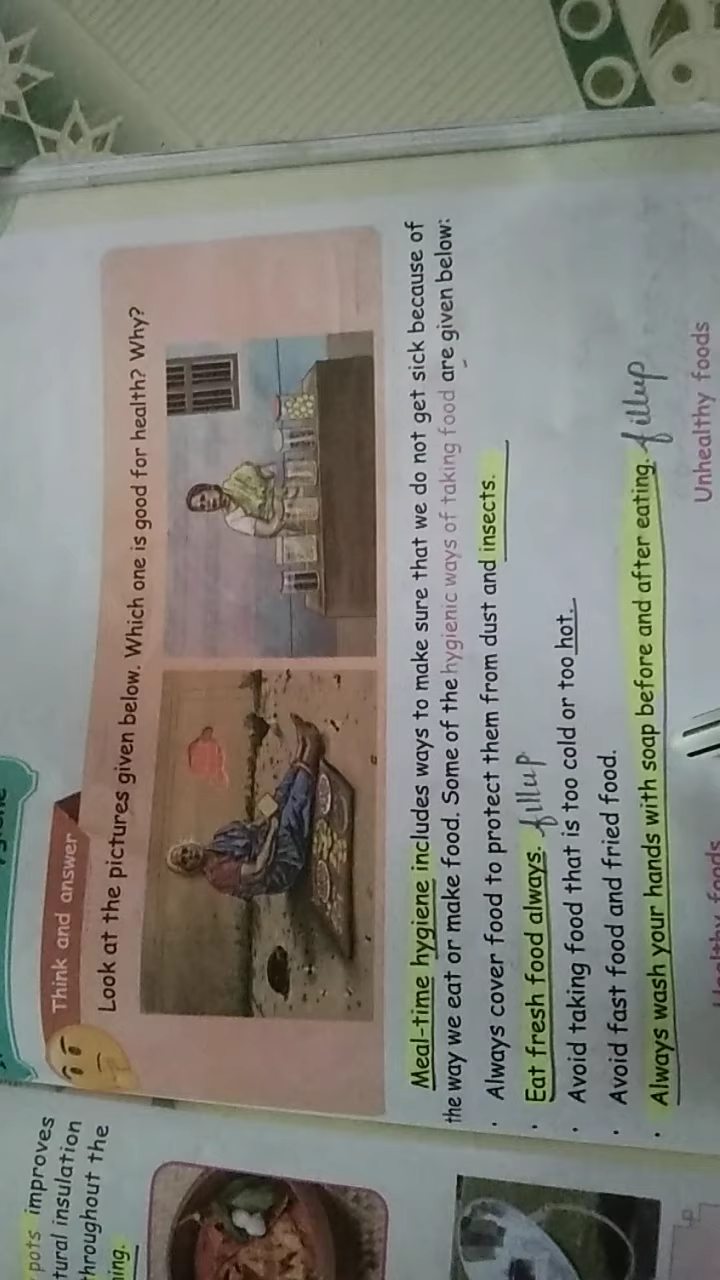 pots improves
tural insulation
hroughout the
ing.
Think and answer
Look at the pictures given below. Which one is good for health? Why?
Meal-time hygiene includes ways to make sure that we do not get sick because of
the way we eat or make food. Some of the hygienic ways of taking food are given below:
• Always cover food to protect them from dust and insects.
• Eat fresh food always. fillup
• Avoid taking food that is too cold or too hot.
• Avoid fast food and fried food.
• Always wash your hands with soap before and after eating. fillup
Unhealthy foods